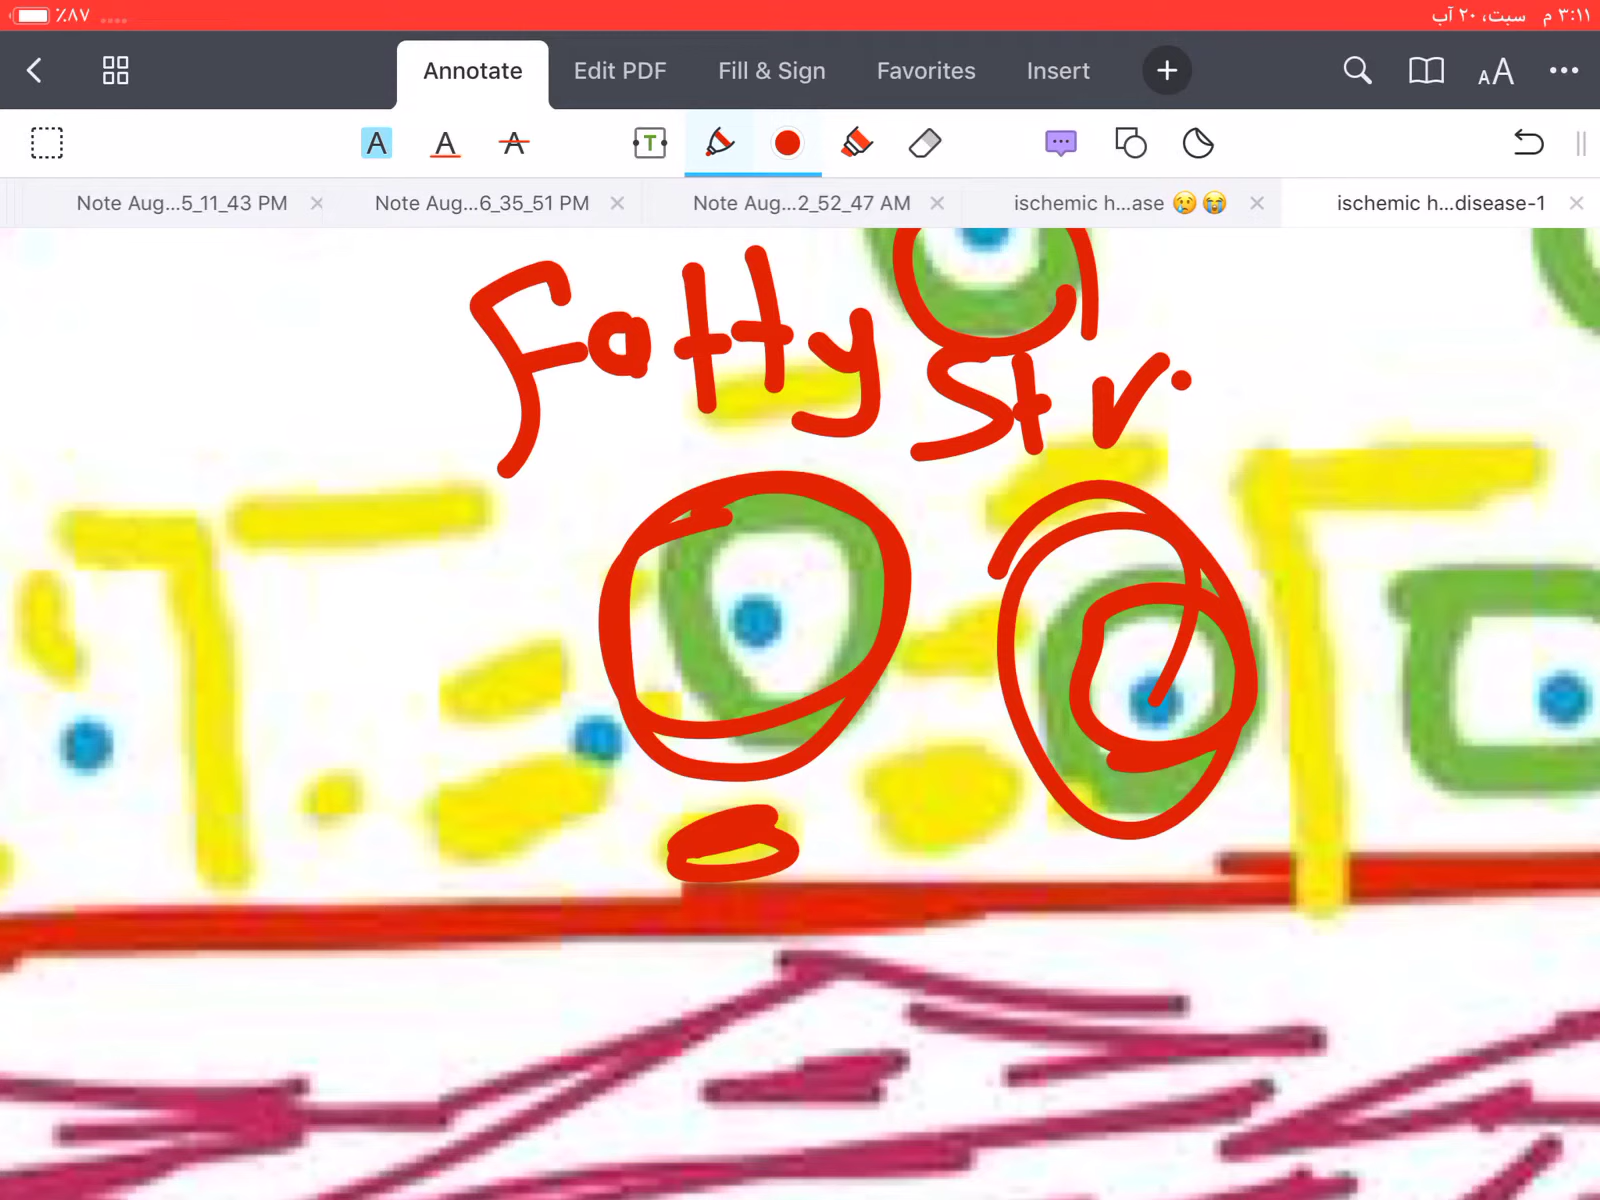 ٪٨٧
سبت، ٢٠ آب ٣:١١ م
Annotate Edit PDF Fill & Sign Favorites Insert
AA
A A A T
Note Aug...5_11_43 PM Note Aug...6_35_51 PM Note Aug...2_52_47 AM ischemic h...ase 😢 😭 ischemic h...disease-1
Fatty
Str.